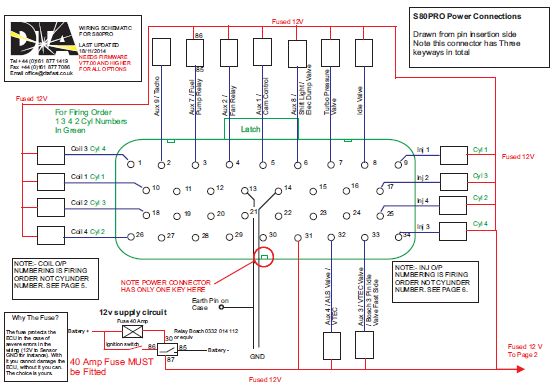 WIRING SCHEMATIC
FOR S80PRO
LAST UPDATED
18/11/2014
NEEDS FIRMWARE
V77.00 AND HIGHER
FOR ALL OPTIONS
Tel +44 (0)161 877 1419
Fax +44 (0)161 877 7086
Email office@dtafast.co.uk
Fused 12V
S80PRO Power Connections
Drawn from pin insertion side
Note this connector has Three
keyways in total
86
85
Aux 9 / Tacho
Aux 7 / Fuel
Pump Relay
Aux 2 /
Fan Relay
Aux 1 /
Cam Control
Aux 8 /
Shift Light /
Elec Dump Valve
Turbo Pressure
Valve
Idle Valve
Fused 12V
For Firing Order
1 3 4 2 Cyl Numbers
In Green
Latch
Coil 3 Cyl 4
Coil 1 Cyl 1
Coil 2 Cyl 3
Coil 4 Cyl 2
1 2 3 4 5 6 7 8 9
10 11 12 13 14 15 16 17
18 19 20 21 22 23 24 25
26 27 28 29 30 31 32 33 34
Inj 1 Cyl 1
Inj 2 Cyl 3
Inj 4 Cyl 2
Inj 3 Cyl 4
Fused 12V
NOTE:- COIL O/P
NUMBERING IS FIRING
ORDER NOT CYLINDER
NUMBER. SEE PAGE 5.
NOTE POWER CONNECTOR
HAS ONLY ONE KEY HERE
NOTE:- INJ O/P
NUMBERING IS FIRING
ORDER NOT CYLINDER
NUMBER. SEE PAGE 6.
Earth Pin on
Case
GND
Aux 4 / ALS Valve /
VTEC
Aux 3 / VTEC Valve
/ Bosch 3 Pin Idle
Valve Fast Side
Why The Fuse?
The fuse protects the
ECU in the case of
severe errors in the
wiring (12V to Sensor
GND for instance). With
it you cannot damage the
ECU, without it you can.
The choice is yours.
12v supply circuit
Fuse 40 Amp
Battery+
Ignition switch
30
86
85
87
Relay Bosch 0332 014 112
or equiv
Battery -
40 Amp Fuse MUST
be Fitted
Fused 12V
Fused 12 V
To Page 2